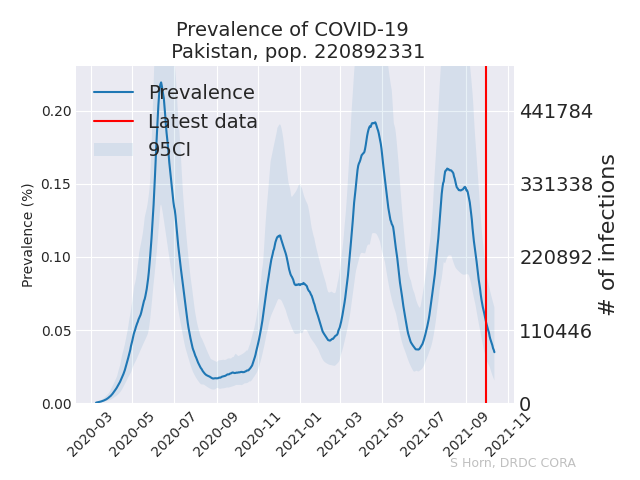 Prevalence of COVID-19
Pakistan, pop. 220892331
Prevalence
Latest data
95CI
Prevalence (%)
0.20
0.15
0.10
0.05
0.00
441784
331338
220892
110446
0
# of infections
2020-03
2020-05
2020-07
2020-09
2020-11
2021-01
2021-03
2021-05
2021-07
2021-09
2021-11
S Horn, DRDC CORA